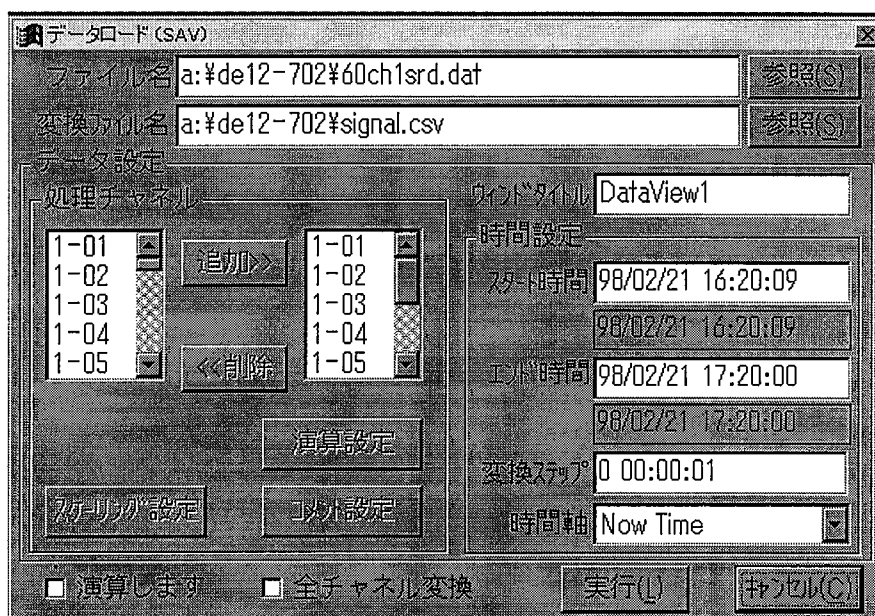 データロード(SAV)
ファイル名 a:¥de12-702¥60ch1srd.dat 参照(S)
変換ファイル名 a:¥de12-702¥signal.csv 参照(S)
データ設定
処理チャネル
1-01
1-02
1-03
1-04
1-05
追加>>
<<削除
1-01
1-02
1-03
1-04
1-05
演算設定
スケーリング設定
コメント設定
ウィンドタイトル DataView1
時間設定
スタート時間 98/02/21 16:20:09
98/02/21 16:20:09
エンド時間 98/02/21 17:20:00
98/02/21 17:20:00
変換ステップ 0 00:00:01
時間軸 Now Time
演算します
全チャネル変換
実行(L)
キャンセル(C)